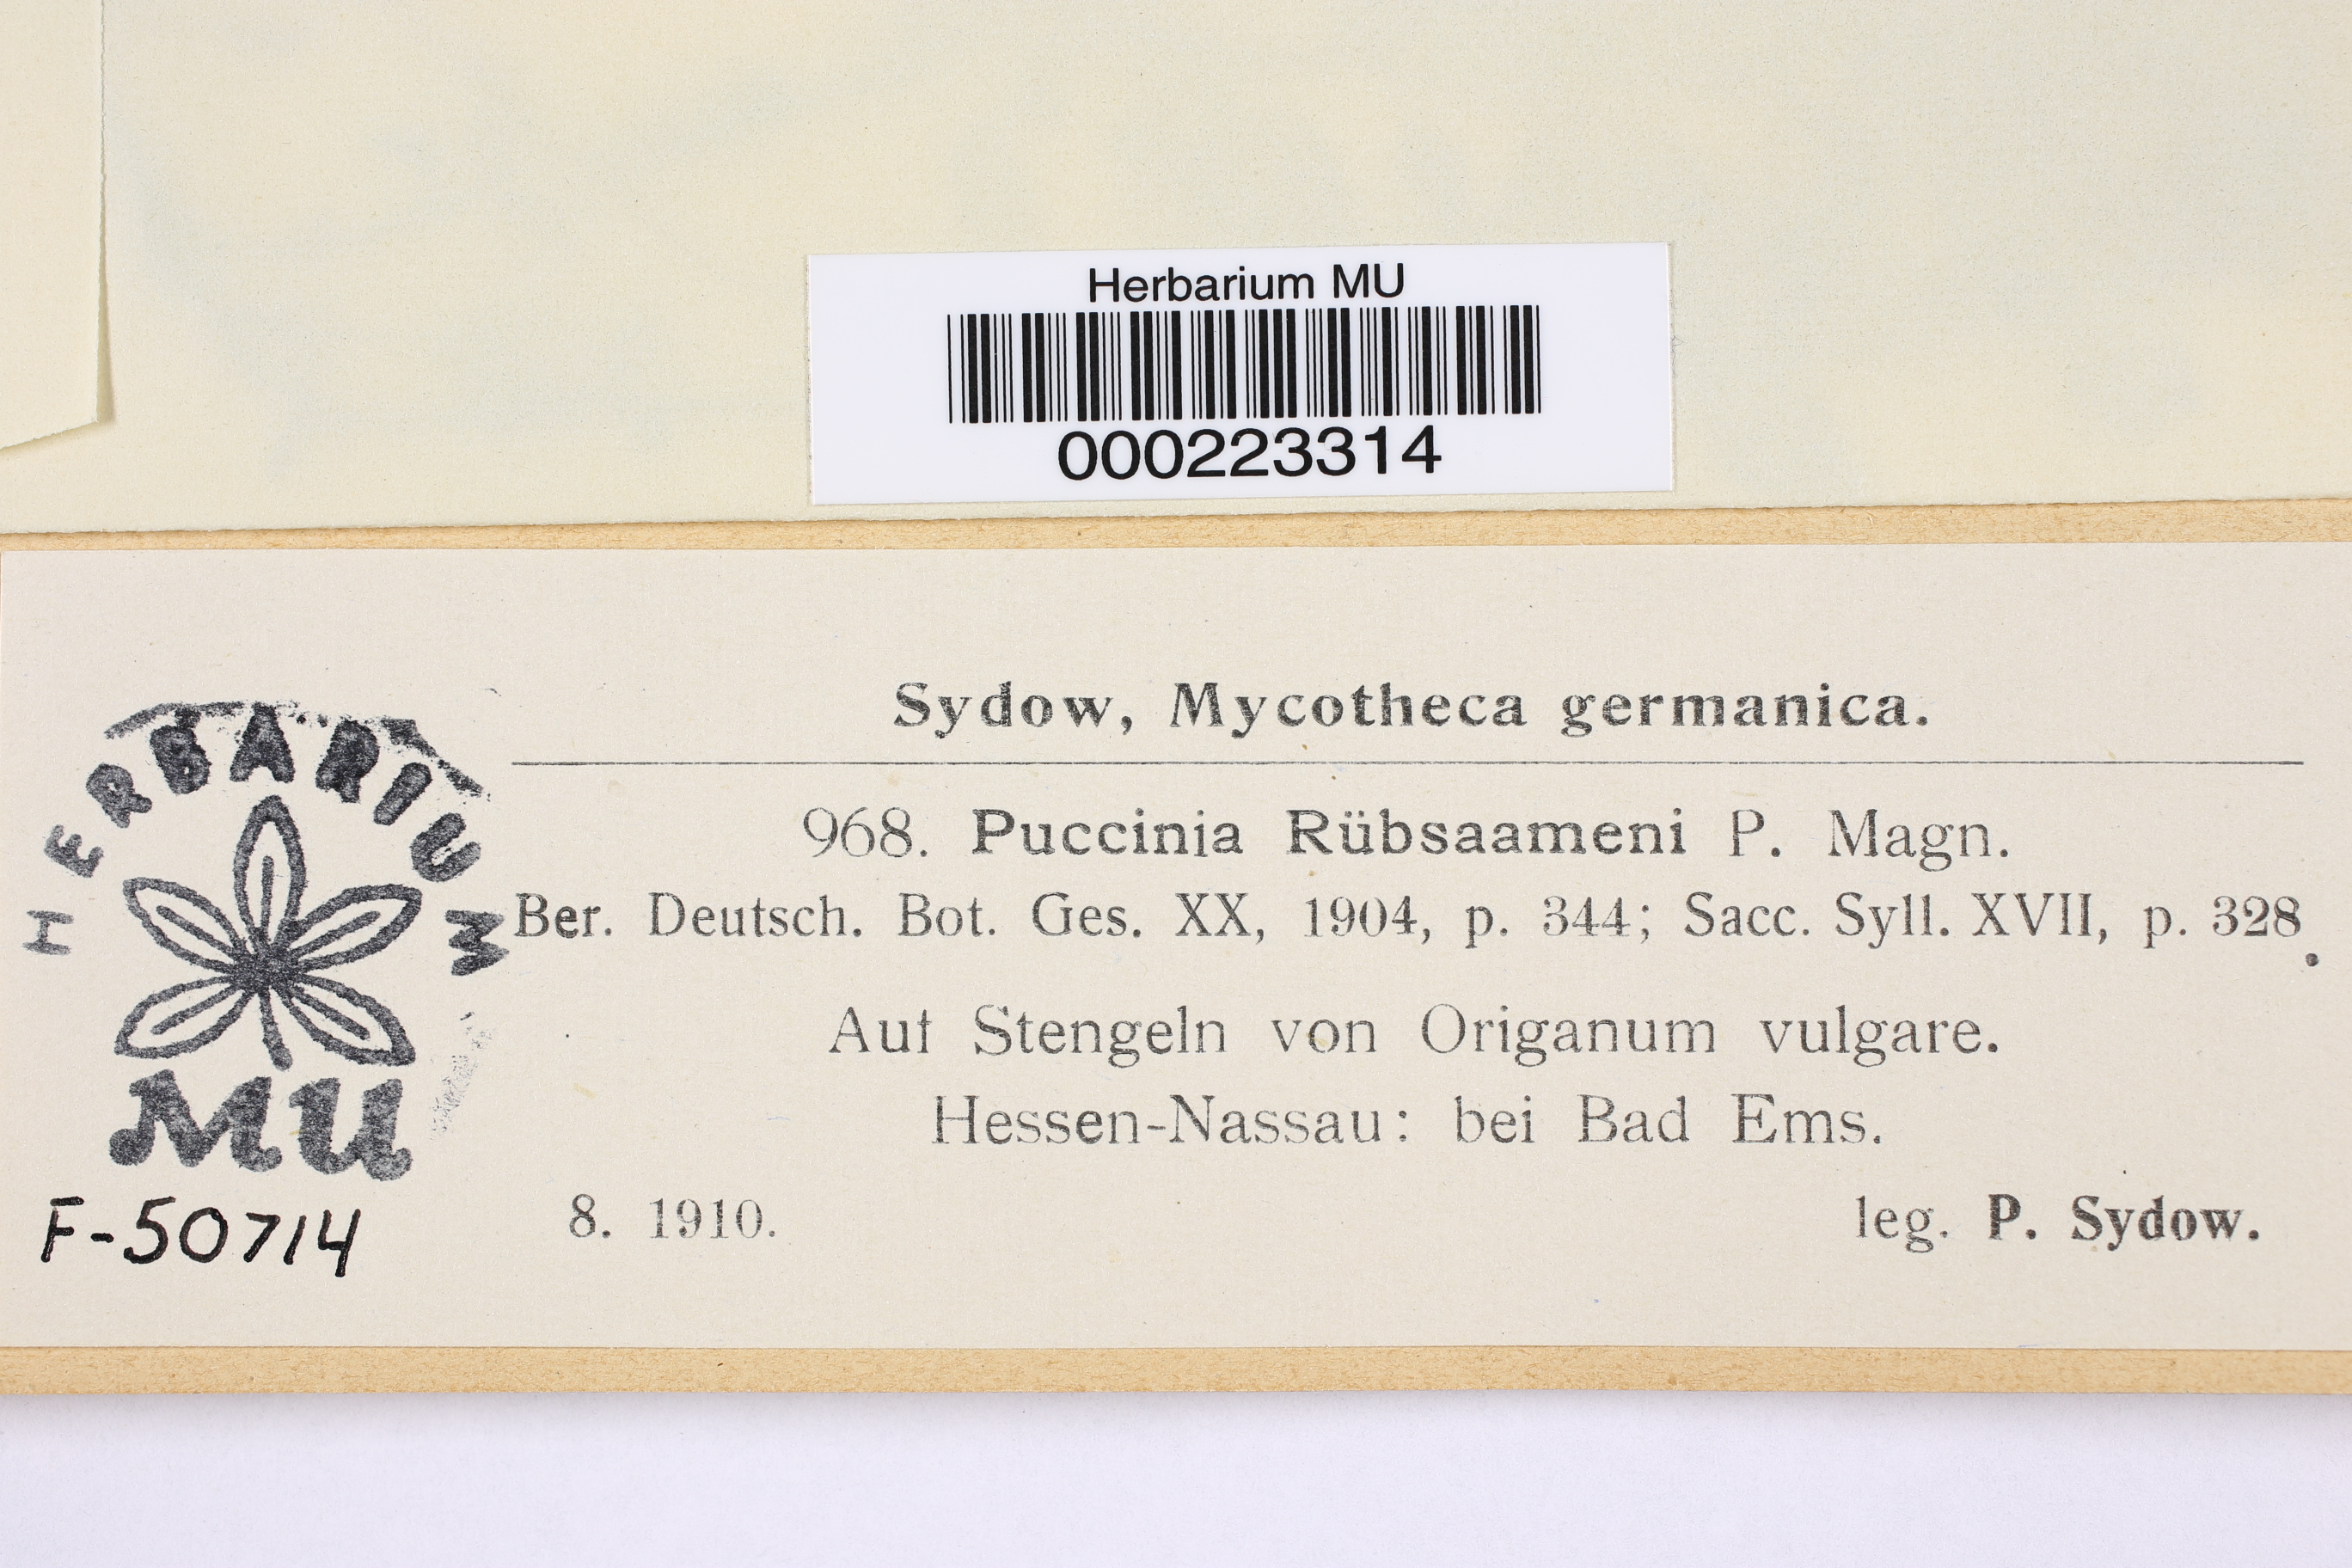 Herbarium MU
000223314
Sydow, Mycotheca germanica.
HERBARIUM
968. Puccinia Rübsaameni P. Magn.
Ber. Deutsch. Bot. Ges. XX, 1904, p. 344; Sacc. Syll. XVII, p. 328.
Auf Stengeln von Origanum vulgare.
Hessen-Nassau: bei Bad Ems.
MU
F-50714
8. 1910. leg. P. Sydow.